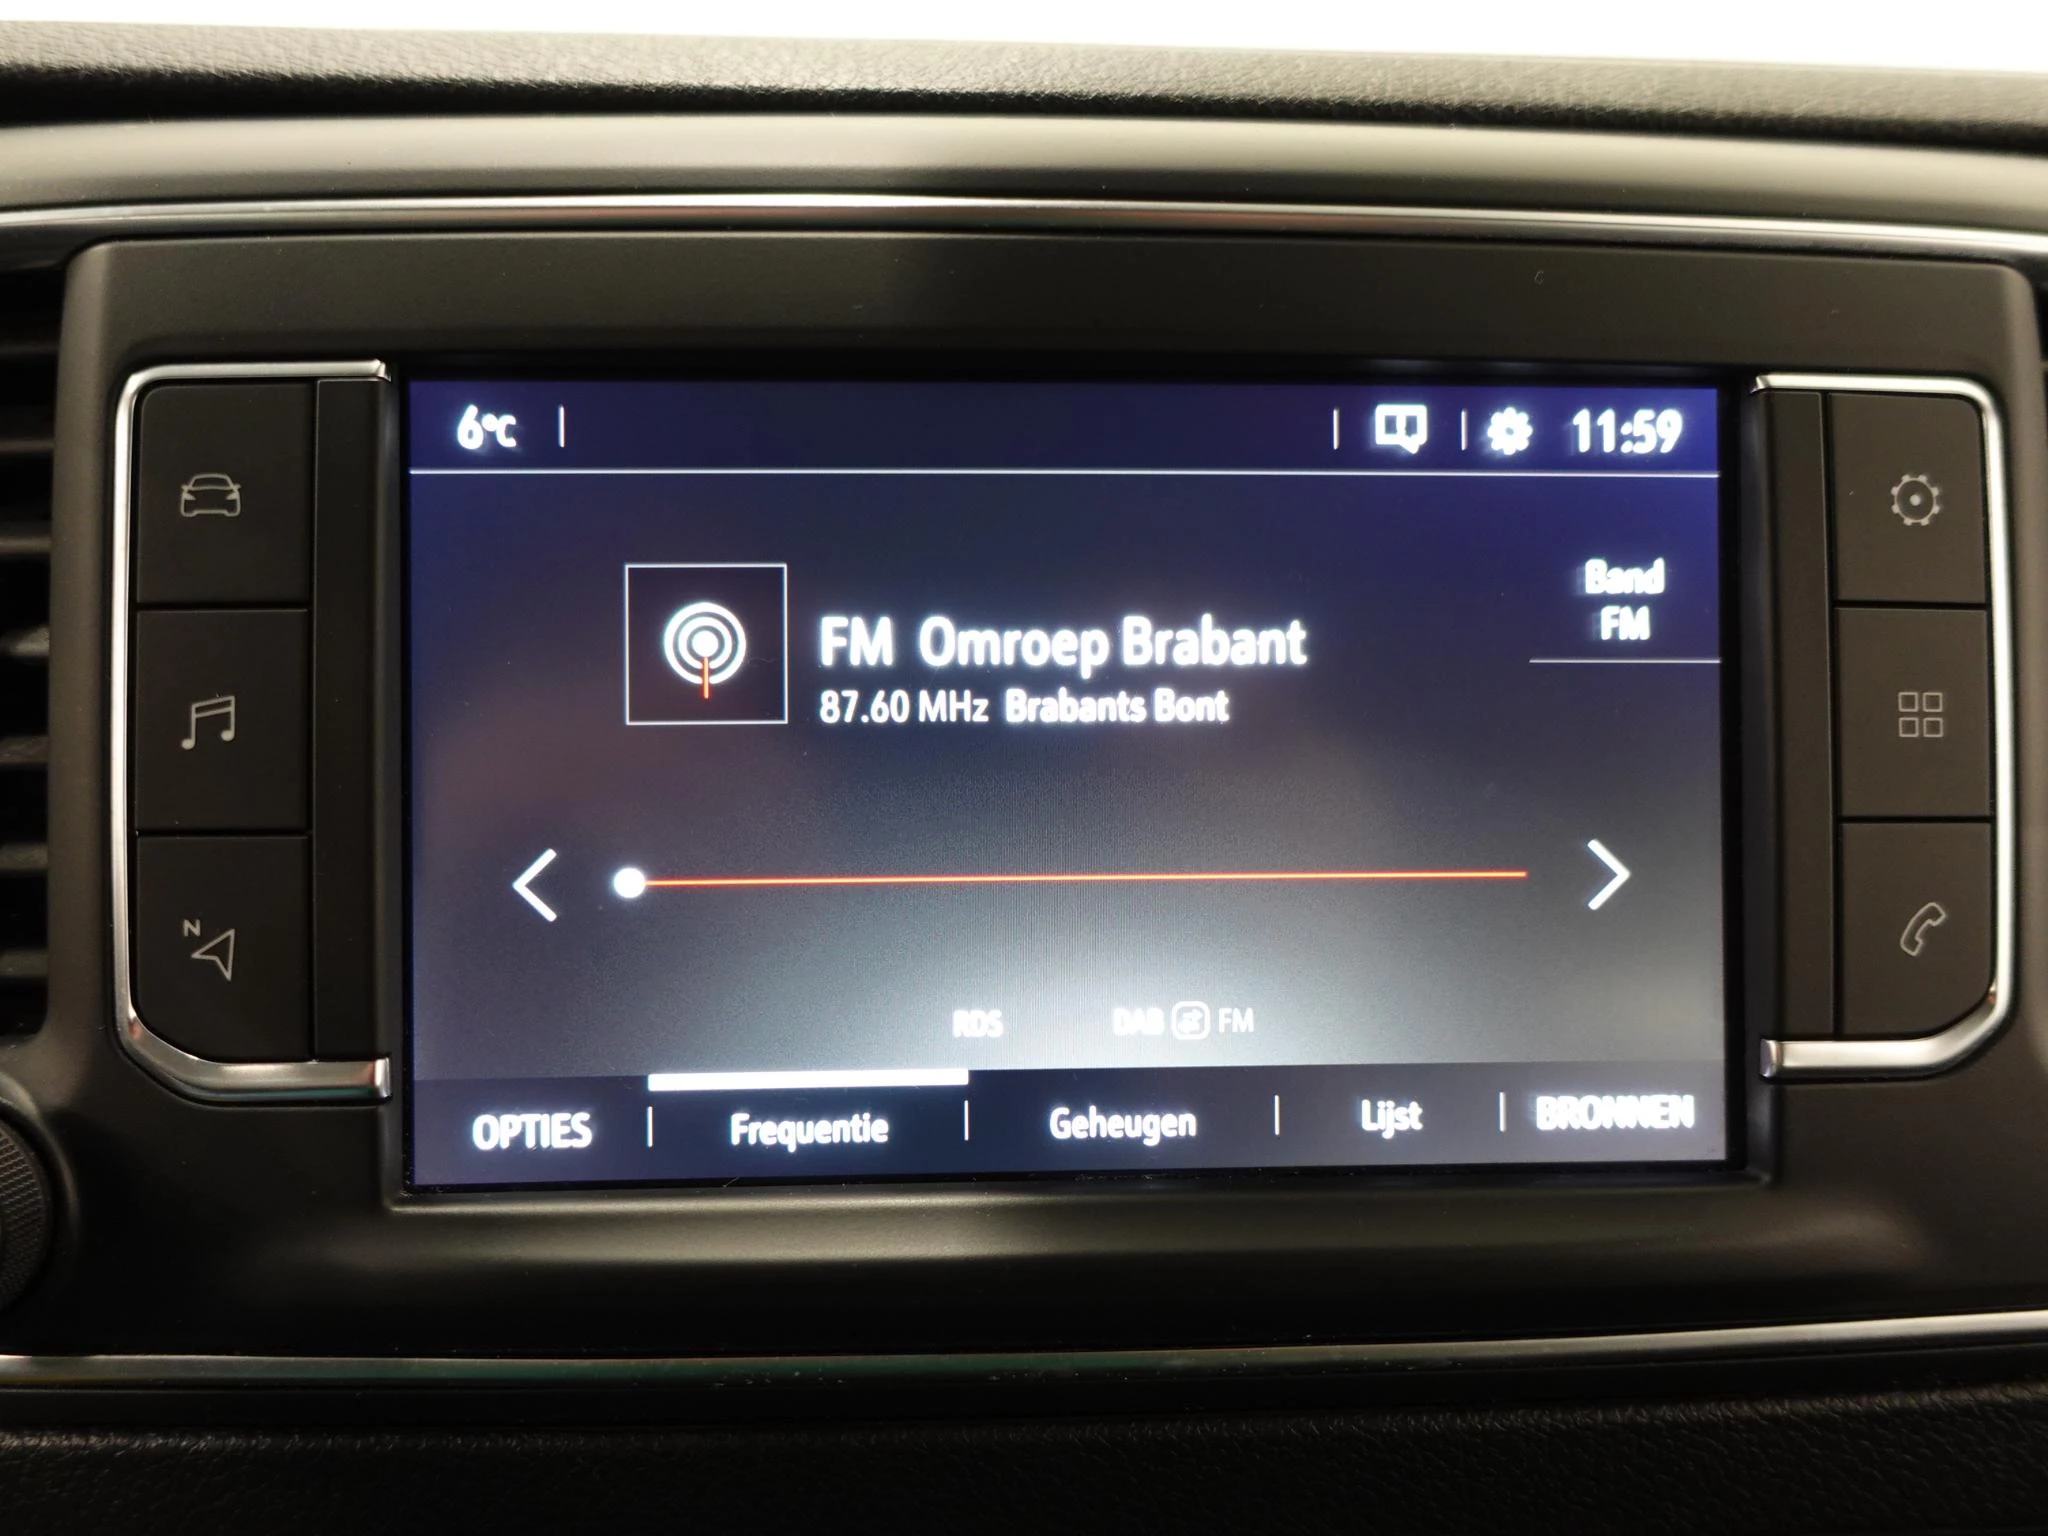 6°C 11:59
Band
FM
FM Omroep Brabant
87.60 MHz Brabants Bont
N
RDS DAB FM
OPTIES Frequentie Geheugen Lijst BRONNEN